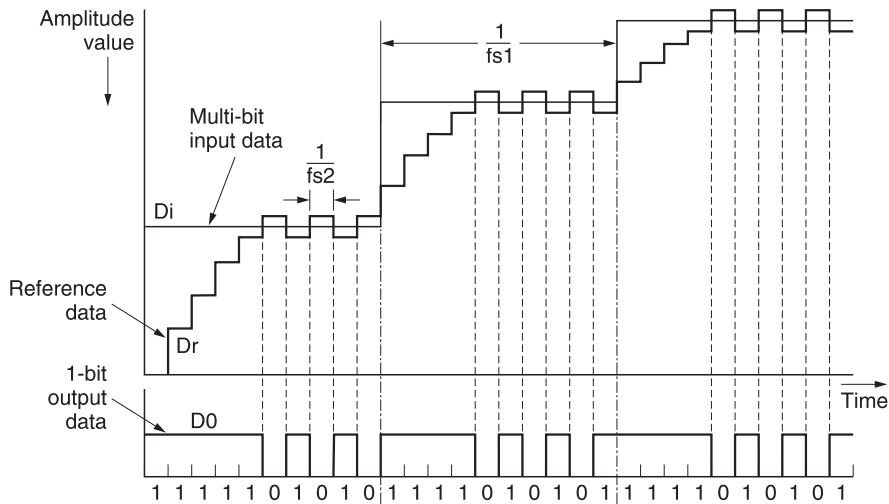 Amplitude
value
1
fs1
Multi-bit
input data
1
fs2
Di
Reference
data
Dr
1-bit
output
data
D0
Time
1 1 1 1 1 0 1 0 1 0 1 1 1 1 0 1 0 1 0 1 1 1 1 1 0 1 0 1 0 1